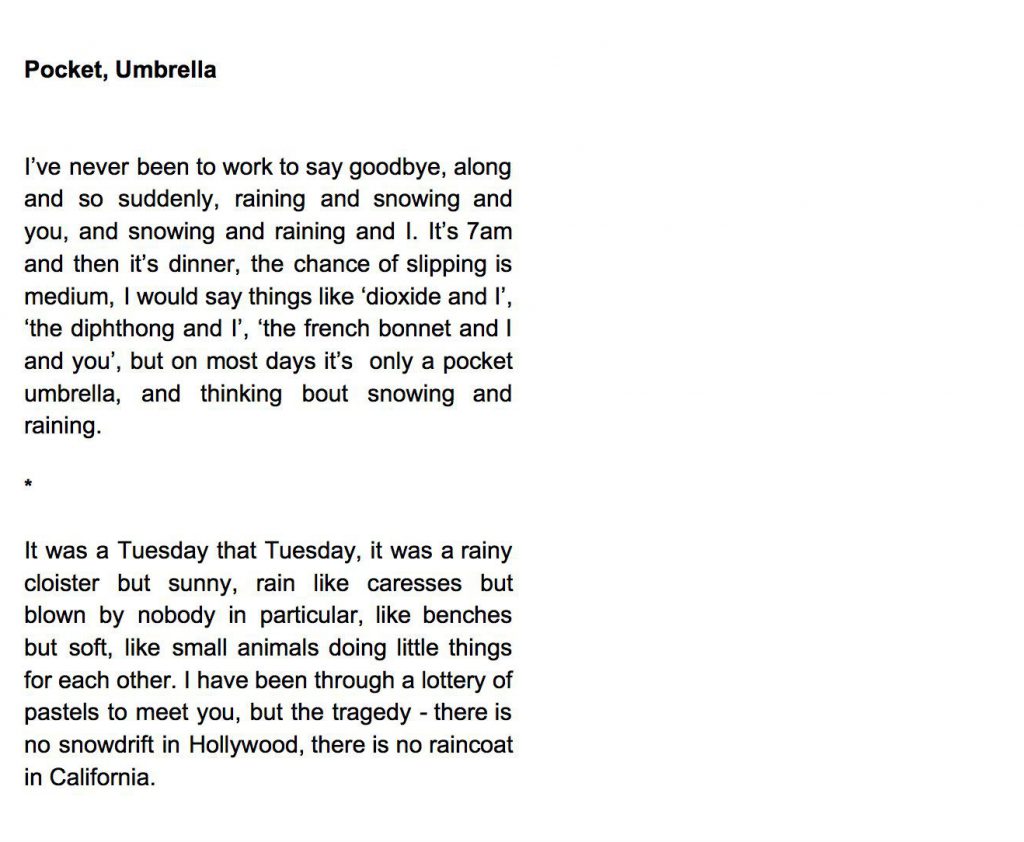 Pocket, Umbrella
I’ve never been to work to say goodbye, along
and so suddenly, raining and snowing and
you, and snowing and raining and I. It’s 7am
and then it’s dinner, the chance of slipping is
medium, I would say things like ‘dioxide and I’,
‘the diphthong and I’, ‘the french bonnet and I
and you’, but on most days it’s  only a pocket
umbrella, and thinking bout snowing and
raining.
*
It was a Tuesday that Tuesday, it was a rainy
cloister but sunny, rain like caresses but
blown by nobody in particular, like benches
but soft, like small animals doing little things
for each other. I have been through a lottery of
pastels to meet you, but the tragedy - there is
no snowdrift in Hollywood, there is no raincoat
in California.